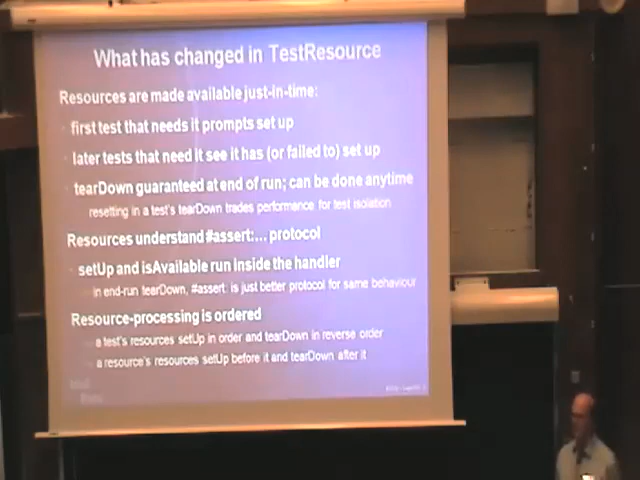 What has changed in TestResource
Resources are made available just-in-time:
first test that needs it prompts set up
later tests that need it see it has (or failed to) set up
tearDown guaranteed at end of run; can be done anytime
resetting in a test's tearDown trades performance for test isolation
Resources understand #assert:... protocol
setUp and isAvailable run inside the handler
in end-run tearDown, #assert: is just better protocol for same behaviour
Resource-processing is ordered
a test's resources setUp in order and tearDown in reverse order
a resource's resources setUp before it and tearDown after it